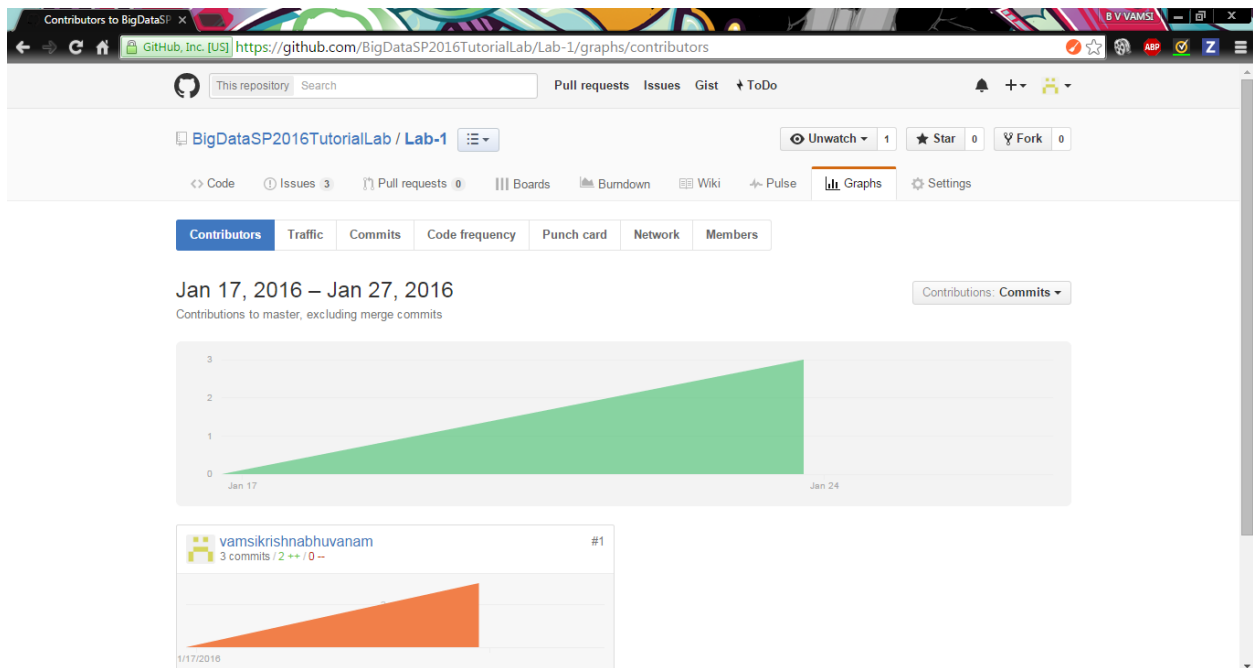 Contributors to BigDataSP ×
B V VAMSI
GitHub, Inc. [US] https://github.com/BigDataSP2016TutorialLab/Lab-1/graphs/contributors
ABP Z
This repository Search Pull requests Issues Gist ToDo
BigDataSP2016TutorialLab / Lab-1 Unwatch 1 Star 0 Fork 0
Code Issues 3 Pull requests 0 Boards Burndown Wiki Pulse Graphs Settings
Contributors Traffic Commits Code frequency Punch card Network Members
Jan 17, 2016 – Jan 27, 2016 Contributions: Commits
Contributions to master, excluding merge commits
3
2
1
0
Jan 17 Jan 24
vamsikrishnabhuvanam #1
3 commits / 2 ++ / 0 --
1/17/2016